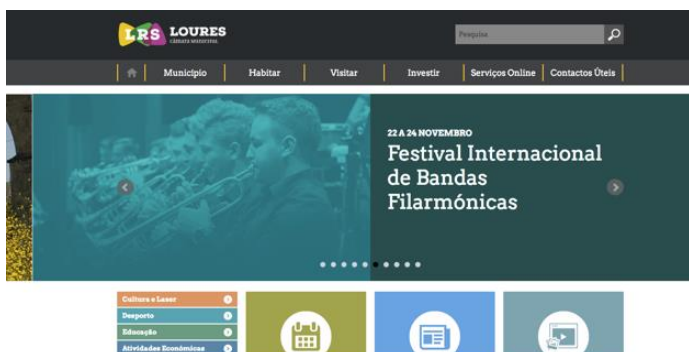 LRS LOURES
CÂMARA MUNICIPAL
Pesquisa
Município Habitar Visitar Investir Serviços Online Contactos Úteis
22 A 24 NOVEMBRO
Festival Internacional
de Bandas
Filarmónicas
Cultura e Lazer
Desporto
Educação
Atividades Económicas